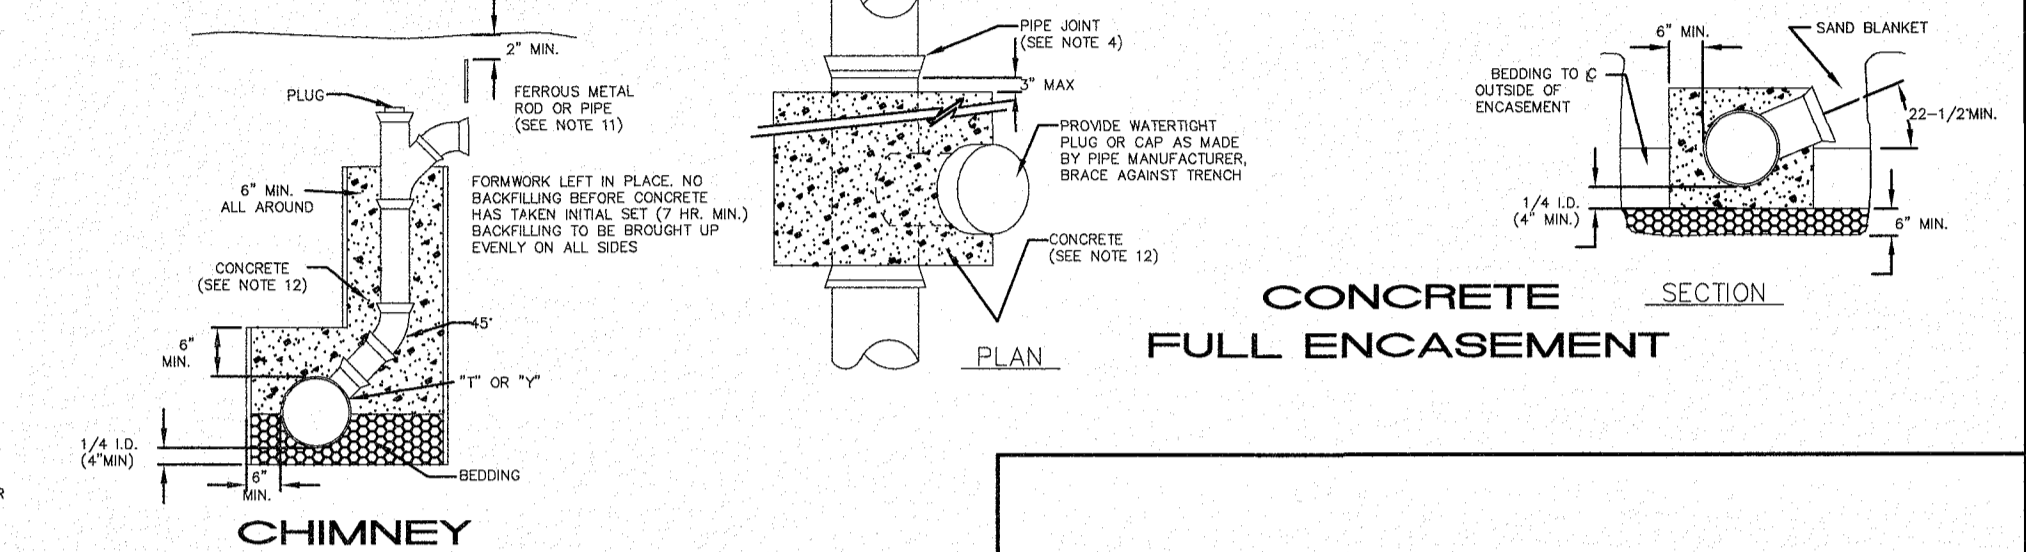 2" MIN.
PLUG
FERROUS METAL
ROD OR PIPE
(SEE NOTE 11)
6" MIN.
ALL AROUND
FORMWORK LEFT IN PLACE. NO
BACKFILLING BEFORE CONCRETE
HAS TAKEN INITIAL SET (7 HR. MIN.)
BACKFILLING TO BE BROUGHT UP
EVENLY ON ALL SIDES
CONCRETE
(SEE NOTE 12)
45°
6"
MIN.
"T" OR "Y"
1/4 I.D.
(4"MIN)
6"
MIN.
BEDDING
R
CHIMNEY
PIPE JOINT
(SEE NOTE 4)
3" MAX
PROVIDE WATERTIGHT
PLUG OR CAP AS MADE
BY PIPE MANUFACTURER,
BRACE AGAINST TRENCH
CONCRETE
(SEE NOTE 12)
PLAN
6" MIN.
SAND BLANKET
BEDDING TO ℄
OUTSIDE OF
ENCASEMENT
22-1/2°MIN.
1/4 I.D.
(4" MIN.)
6" MIN.
SECTION
CONCRETE
FULL ENCASEMENT